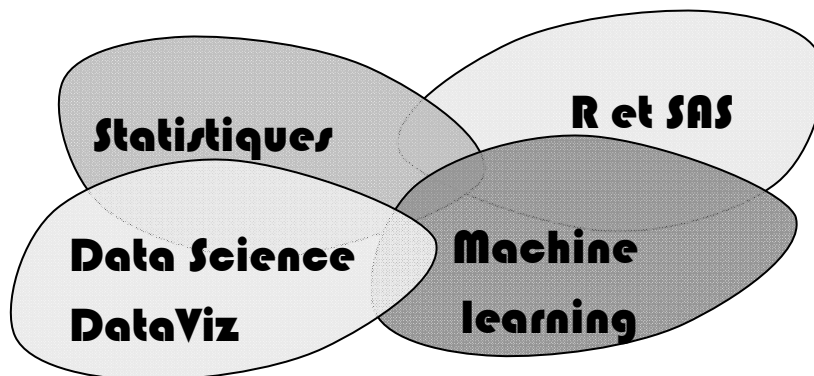 R et SAS
Statistiques
Data Science
DataViz
Machine
learning